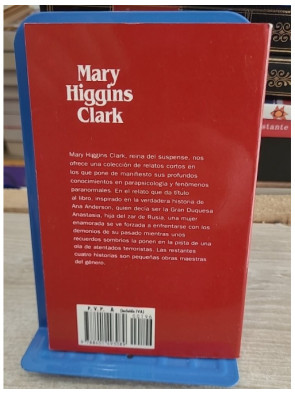 Mary
Higgins
Clark
Mary Higgins Clark, reina del suspense, nos
ofrece una colección de relatos cortos en
los que pone de manifiesto sus profundos
conocimientos en parapsicología y fenómenos
paranormales. En el relato que da título
al libro, inspirado en la verdadera historia de
Ana Anderson, quien decía ser la Gran Duquesa
Anastasia, hija del zar de Rusia, una mujer
enamorada se ve forzada a enfrentarse con los
demonios de su pasado mientras unos
recuerdos sombríos la ponen en la pista de una
ola de atentados terroristas. Las restantes
cuatro historias son pequeñas obras maestras
del género.
P.V.P. A (Incluido IVA)
stante